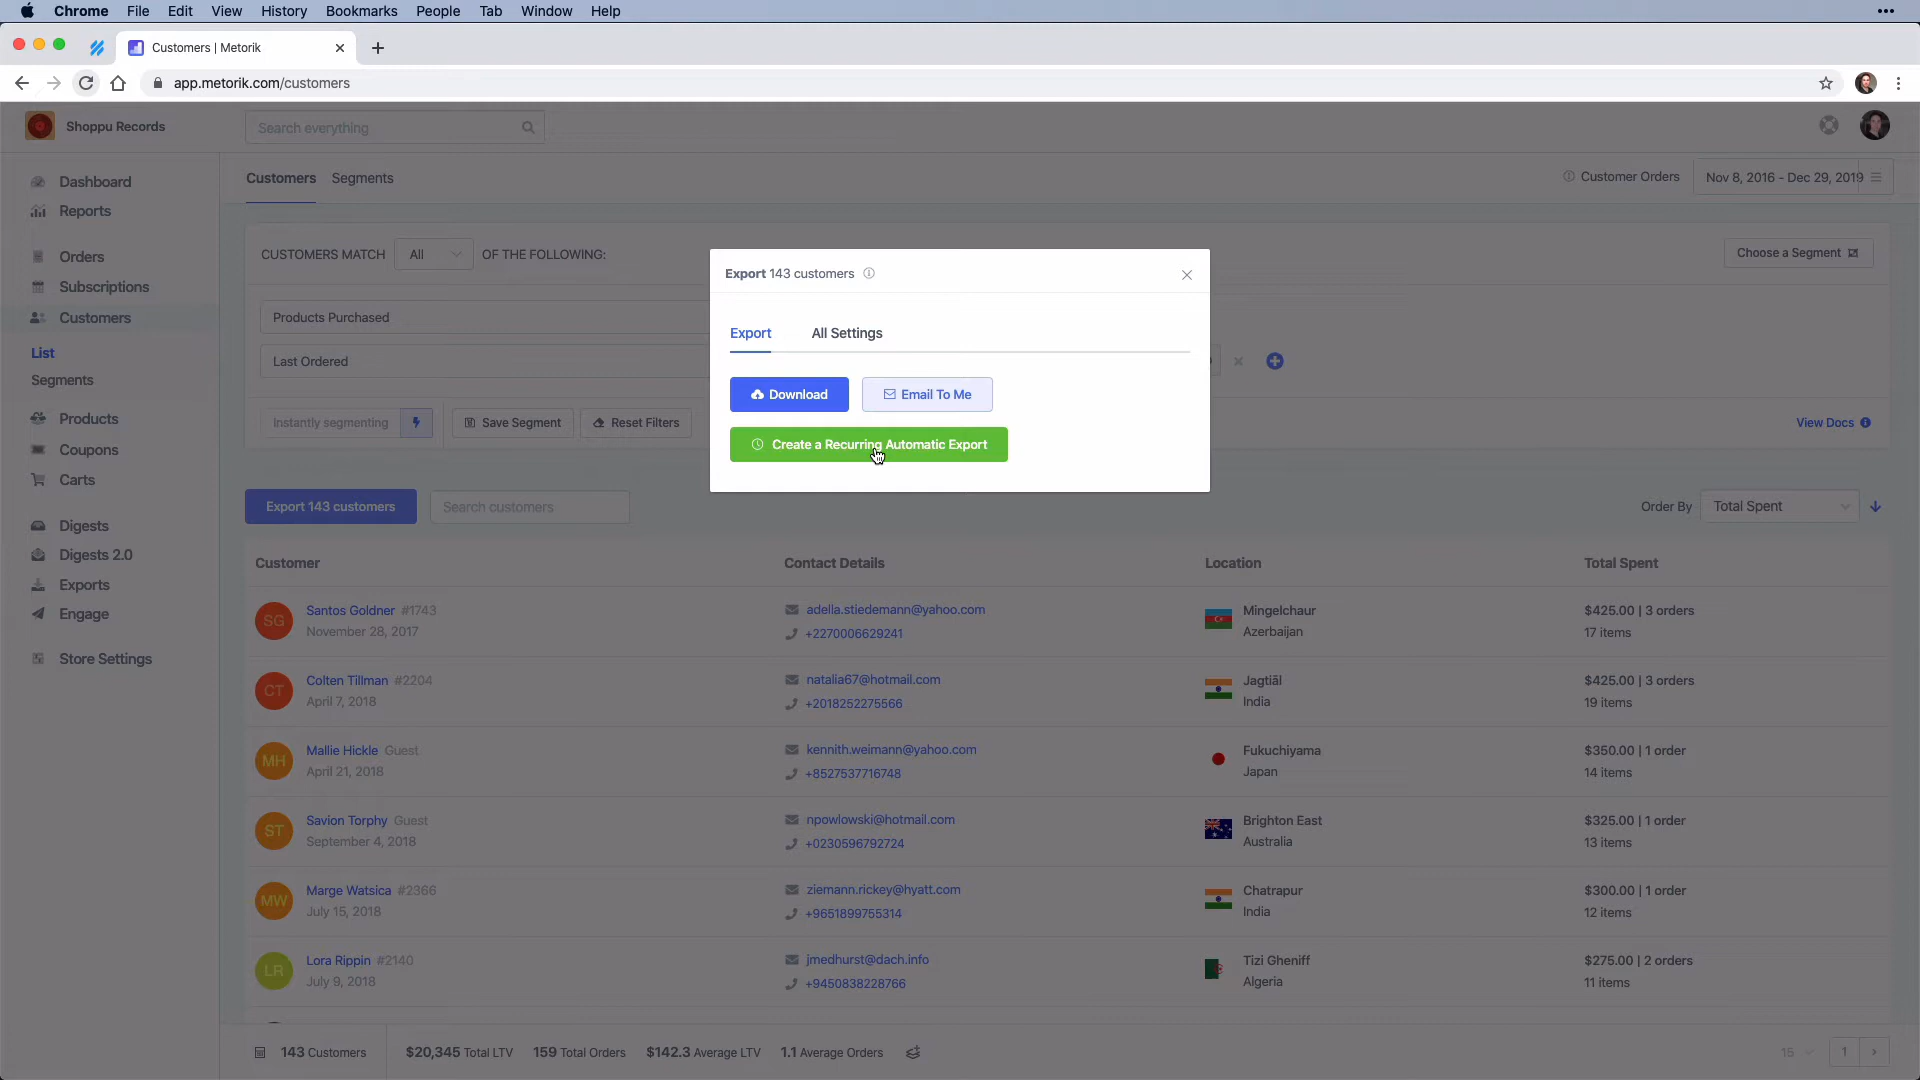 Chrome File Edit View History Bookmarks People Tab Window Help
Customers | Metorik
app.metorik.com/customers
Shoppu Records
Search everything
Dashboard
Reports
Orders
Subscriptions
Customers
List
Segments
Products
Coupons
Carts
Digests
Digests 2.0
Exports
Engage
Store Settings
Customers Segments
Customer Orders
Nov 8, 2016 - Dec 29, 2019
CUSTOMERS MATCH All OF THE FOLLOWING:
Choose a Segment
Products Purchased
Last Ordered
Instantly segmenting
Save Segment
Reset Filters
View Docs
Export 143 customers
Export All Settings
Download
Email To Me
Create a Recurring Automatic Export
Export 143 customers
Search customers
Order By Total Spent
Customer Contact Details Location Total Spent
SG
Santos Goldner #1743
November 28, 2017
adella.stiedemann@yahoo.com
+2270006629241
Mingelchaur
Azerbaijan
$425.00 | 3 orders
17 items
CT
Colten Tillman #2204
April 7, 2018
natalia67@hotmail.com
+2018252275566
Jagtiāl
India
$425.00 | 3 orders
19 items
MH
Mallie Hickle Guest
April 21, 2018
kennith.weimann@yahoo.com
+8527537716748
Fukuchiyama
Japan
$350.00 | 1 order
14 items
ST
Savion Torphy Guest
September 4, 2018
npowlowski@hotmail.com
+0230596792724
Brighton East
Australia
$325.00 | 1 order
13 items
MW
Marge Watsica #2366
July 15, 2018
ziemann.rickey@hyatt.com
+9651899755314
Chatrapur
India
$300.00 | 1 order
12 items
LR
Lora Rippin #2140
July 9, 2018
jmedhurst@dach.info
+9450838228766
Tizi Gheniff
Algeria
$275.00 | 2 orders
11 items
143 Customers $20,345 Total LTV 159 Total Orders $142.3 Average LTV 1.1 Average Orders
15 1